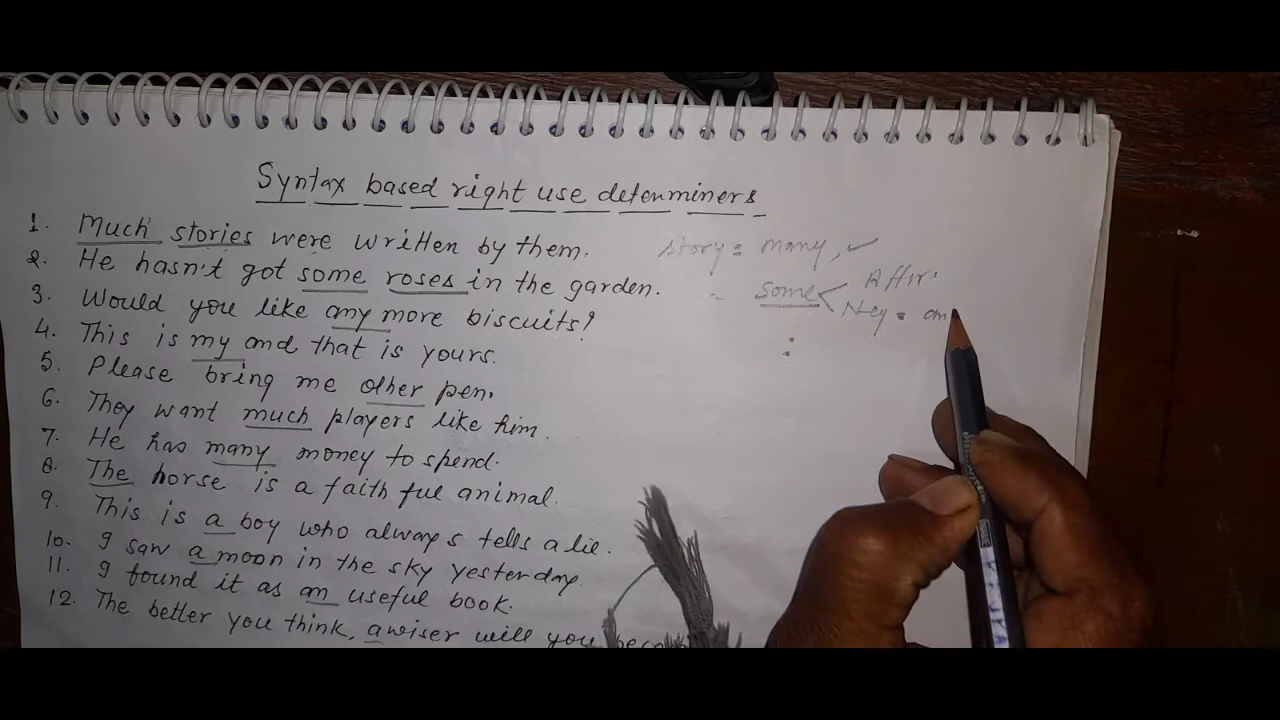 Syntax based right use determiners
1. Much stories were written by them.
story = many,
2. He hasn't got some roses in the garden.
= some Affir.
Neg = an
3. Would you like any more biscuits?
4. This is my and that is yours.
5. Please bring me other pen.
6. They want much players like him.
7. He has many money to spend.
8. The horse is a faithful animal.
9. This is a boy who always tells a lie.
10. I saw a moon in the sky yesterday.
11. I found it as an useful book.
12. The better you think, a wiser will you